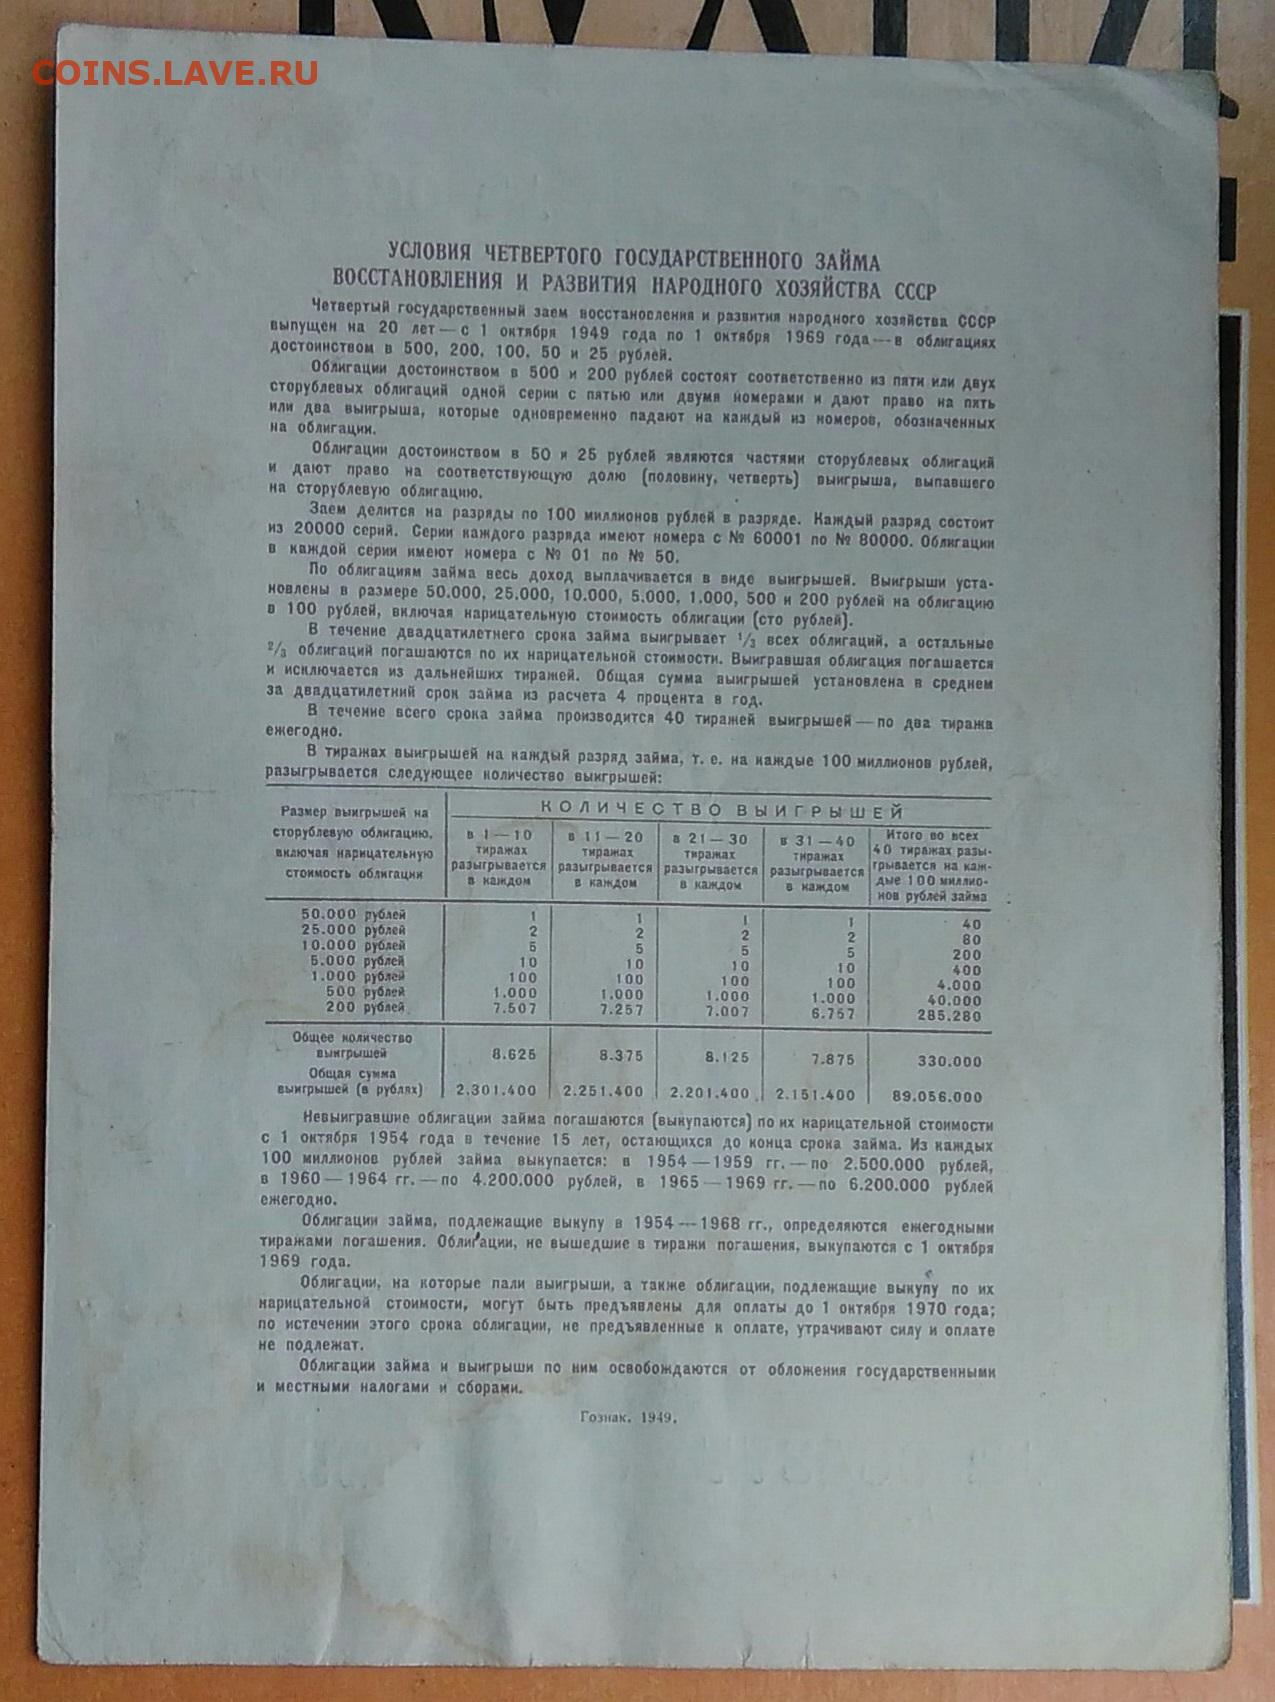 COINS.LAVE.RU
УСЛОВИЯ ЧЕТВЕРТОГО ГОСУДАРСТВЕННОГО ЗАЙМА
ВОССТАНОВЛЕНИЯ И РАЗВИТИЯ НАРОДНОГО ХОЗЯЙСТВА СССР
Четвертый государственный заем восстановления и развития народного хозяйства СССР
выпущен на 20 лет — с 1 октября 1949 года по 1 октября 1969 года — в облигациях
достоинством в 500, 200, 100, 50 и 25 рублей.
Облигации достоинством в 500 и 200 рублей состоят соответственно из пяти или двух
сторублевых облигаций одной серии с пятью или двумя номерами и дают право на пять
или два выигрыша, которые одновременно падают на каждый из номеров, обозначенных
на облигации.
Облигации достоинством в 50 и 25 рублей являются частями сторублевых облигаций
и дают право на соответствующую долю (половину, четверть) выигрыша, выпавшего
на сторублевую облигацию.
Заем делится на разряды по 100 миллионов рублей в разряде. Каждый разряд состоит
из 20000 серий. Серии каждого разряда имеют номера с № 60001 по № 80000. Облигации
в каждой серии имеют номера с № 01 по № 50.
По облигациям займа весь доход выплачивается в виде выигрышей. Выигрыши уста-
новлены в размере 50.000, 25.000, 10.000, 5.000, 1.000, 500 и 200 рублей на облигацию
в 100 рублей, включая нарицательную стоимость облигации (сто рублей).
В течение двадцатилетнего срока займа выигрывает 1/3 всех облигаций, а остальные
2/3 облигаций погашаются по их нарицательной стоимости. Выигравшая облигация погашается
и исключается из дальнейших тиражей. Общая сумма выигрышей установлена в среднем
за двадцатилетний срок займа из расчета 4 процента в год.
В течение всего срока займа производится 40 тиражей выигрышей — по два тиража
ежегодно.
В тиражах выигрышей на каждый разряд займа, т. е. на каждые 100 миллионов рублей,
разыгрывается следующее количество выигрышей:
Размер выигрышей на
сторублевую облигацию,
включая нарицательную
стоимость облигации
КОЛИЧЕСТВО ВЫИГРЫШЕЙ
в 1 — 10
тиражах
разыгрывается
в каждом
в 11 — 20
тиражах
разыгрывается
в каждом
в 21 — 30
тиражах
разыгрывается
в каждом
в 31 — 40
тиражах
разыгрывается
в каждом
Итого во всех
40 тиражах разы-
грывается на каж-
дые 100 миллио-
нов рублей займа
50.000 рублей 1 1 1 1 40
25.000 рублей 2 2 2 2 80
10.000 рублей 5 5 5 5 200
5.000 рублей 10 10 10 10 400
1.000 рублей 100 100 100 100 4.000
500 рублей 1.000 1.000 1.000 1.000 40.000
200 рублей 7.507 7.257 7.007 6.757 285.280
Общее количество
выигрышей 8.625 8.375 8.125 7.875 330.000
Общая сумма
выигрышей (в рублях) 2.301.400 2.251.400 2.201.400 2.151.400 89.056.000
Невыигравшие облигации займа погашаются (выкупаются) по их нарицательной стоимости
с 1 октября 1954 года в течение 15 лет, остающихся до конца срока займа. Из каждых
100 миллионов рублей займа выкупается: в 1954 — 1959 гг. — по 2.500.000 рублей,
в 1960 — 1964 гг. — по 4.200.000 рублей, в 1965 — 1969 гг. — по 6.200.000 рублей
ежегодно.
Облигации займа, подлежащие выкупу в 1954 — 1968 гг., определяются ежегодными
тиражами погашения. Облигации, не вышедшие в тиражи погашения, выкупаются с 1 октября
1969 года.
Облигации, на которые пали выигрыши, а также облигации, подлежащие выкупу по их
нарицательной стоимости, могут быть предъявлены для оплаты до 1 октября 1970 года;
по истечении этого срока облигации, не предъявленные к оплате, утрачивают силу и оплате
не подлежат.
Облигации займа и выигрыши по ним освобождаются от обложения государственными
и местными налогами и сборами.
Гознак. 1949.